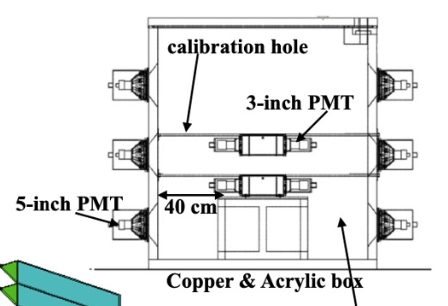 calibration hole
3-inch PMT
5-inch PMT
40 cm
Copper & Acrylic box